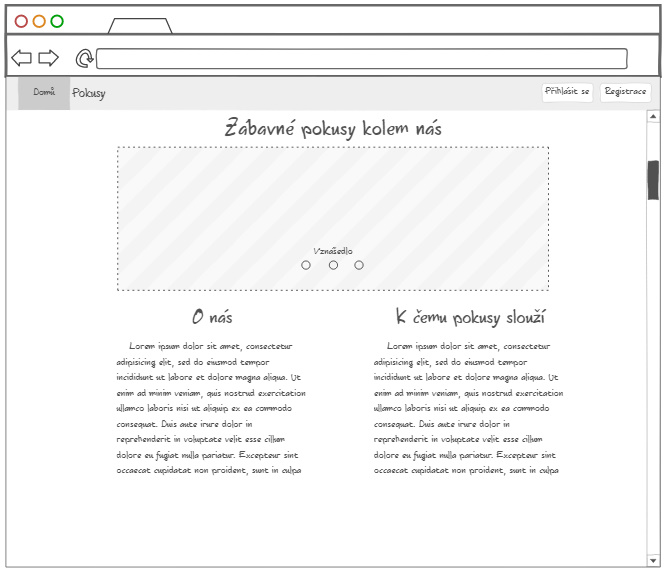 Domů Pokusy Přihlásit se Registrace
Zábavné pokusy kolem nás
Vznášedlo
O nás
Lorem ipsum dolor sit amet, consectetur
adipisicing elit, sed do eiusmod tempor
incididunt ut labore et dolore magna aliqua. Ut
enim ad minim veniam, quis nostrud exercitation
ullamco laboris nisi ut aliquip ex ea commodo
consequat. Duis aute irure dolor in
reprehenderit in voluptate velit esse cillum
dolore eu fugiat nulla pariatur. Excepteur sint
occaecat cupidatat non proident, sunt in culpa
K čemu pokusy slouží
Lorem ipsum dolor sit amet, consectetur
adipisicing elit, sed do eiusmod tempor
incididunt ut labore et dolore magna aliqua. Ut
enim ad minim veniam, quis nostrud exercitation
ullamco laboris nisi ut aliquip ex ea commodo
consequat. Duis aute irure dolor in
reprehenderit in voluptate velit esse cillum
dolore eu fugiat nulla pariatur. Excepteur sint
occaecat cupidatat non proident, sunt in culpa